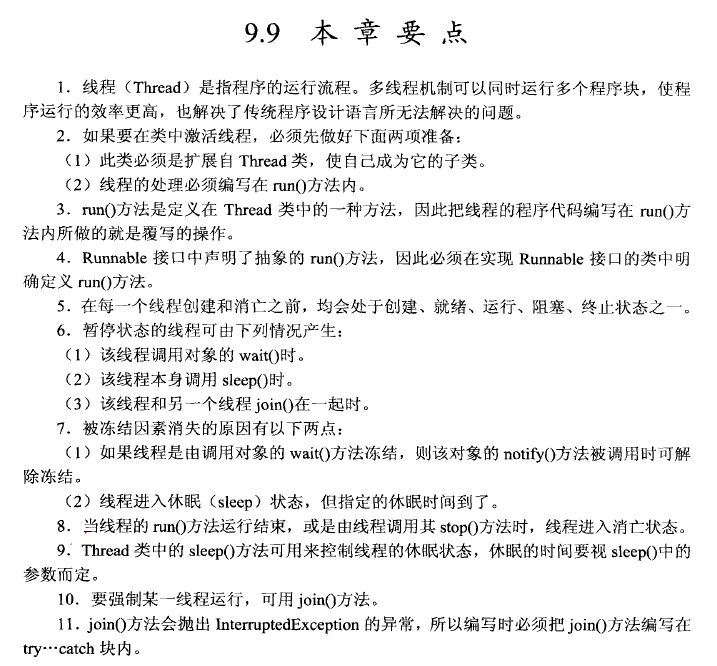 9.9 本章要点
1．线程（Thread）是指程序的运行流程。多线程机制可以同时运行多个程序块，使程
序运行的效率更高，也解决了传统程序设计语言所无法解决的问题。
2．如果要在类中激活线程，必须先做好下面两项准备：
（1）此类必须是扩展自 Thread 类，使自己成为它的子类。
（2）线程的处理必须编写在 run()方法内。
3．run()方法是定义在 Thread 类中的一种方法，因此把线程的程序代码编写在 run()方
法内所做的就是覆写的操作。
4．Runnable 接口中声明了抽象的 run()方法，因此必须在实现 Runnable 接口的类中明
确定义 run()方法。
5．在每一个线程创建和消亡之前，均会处于创建、就绪、运行、阻塞、终止状态之一。
6．暂停状态的线程可由下列情况产生：
（1）该线程调用对象的 wait()时。
（2）该线程本身调用 sleep()时。
（3）该线程和另一个线程 join()在一起时。
7．被冻结因素消失的原因有以下两点：
（1）如果线程是由调用对象的 wait()方法冻结，则该对象的 notify()方法被调用时可解
除冻结。
（2）线程进入休眠（sleep）状态，但指定的休眠时间到了。
8．当线程的 run()方法运行结束，或是由线程调用其 stop()方法时，线程进入消亡状态。
9．Thread 类中的 sleep()方法可用来控制线程的休眠状态，休眠的时间要视 sleep()中的
参数而定。
10．要强制某一线程运行，可用 join()方法。
11．join()方法会抛出 InterruptedException 的异常，所以编写时必须把 join()方法编写在
try…catch 块内。